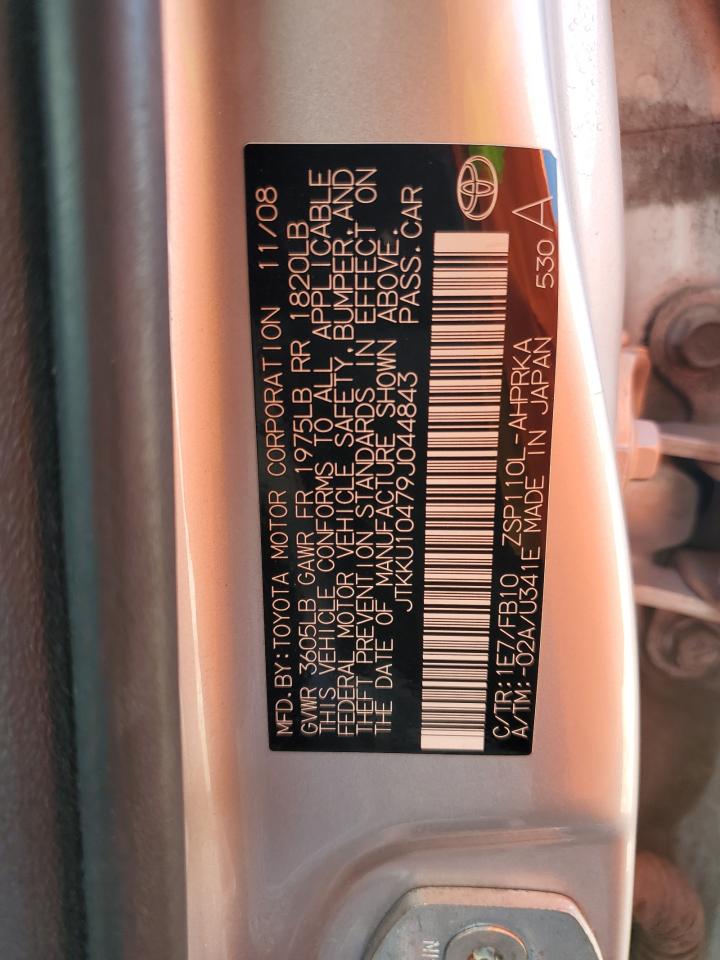 MFD.BY:TOYOTA MOTOR CORPORATION 11/08
GVWR 3605LB GAWR FR 1975LB RR 1820LB
THIS VEHICLE CONFORMS TO ALL APPLICABLE
FEDERAL MOTOR VEHICLE SAFETY, BUMPER, AND
THEFT PREVENTION STANDARDS IN EFFECT ON
THE DATE OF MANUFACTURE SHOWN ABOVE.
JTKKU10479J044843 PASS.CAR
C/TR:1E7/FB10 ZSP110L-AHPRKA
A/TM:-02A/U341E MADE IN JAPAN 530 A